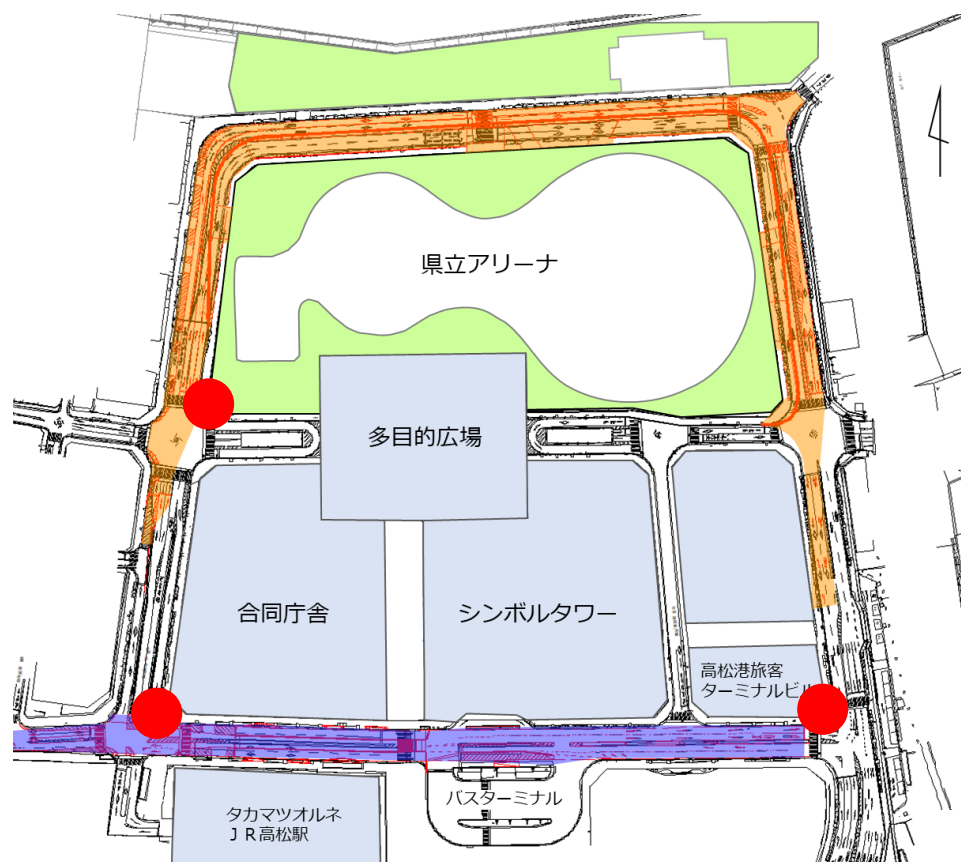 県立アリーナ
多目的広場
合同庁舎
シンボルタワー
高松港旅客
ターミナルビル
バスターミナル
タカマツオルネ
ＪＲ高松駅